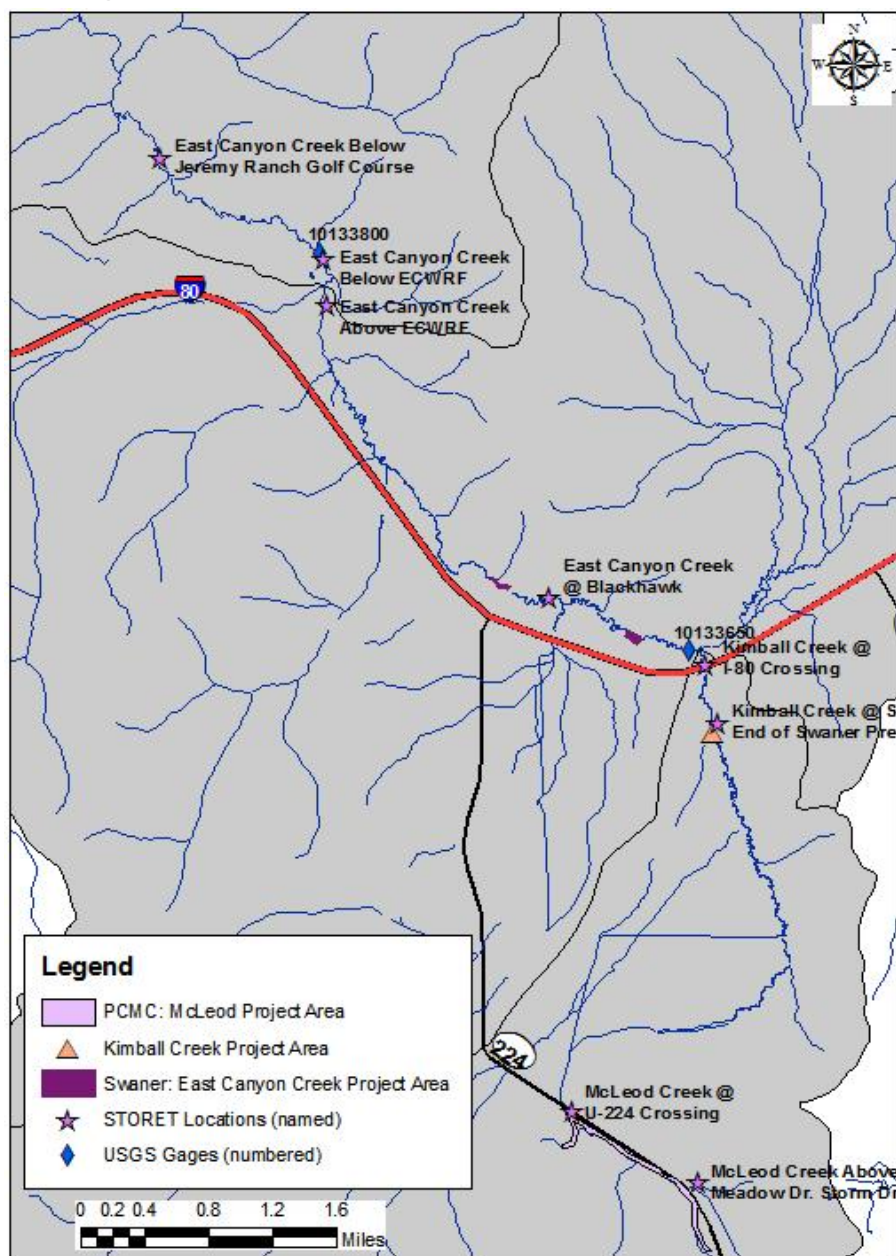 N
W E
S
East Canyon Creek Below
Jeremy Ranch Golf Course
10133800
East Canyon Creek
Below ECWRF
80
East Canyon Creek
Above ECWRF
East Canyon Creek
@ Blackhawk
10133650
Kimball Creek @
I-80 Crossing
Kimball Creek @ S
End of Swaner Pre
Legend
PCMC: McLeod Project Area
Kimball Creek Project Area
Swaner: East Canyon Creek Project Area
STORET Locations (named)
USGS Gages (numbered)
224
McLeod Creek @
U-224 Crossing
McLeod Creek Above
Meadow Dr. Storm Dr
0 0.2 0.4 0.8 1.2 1.6
Miles